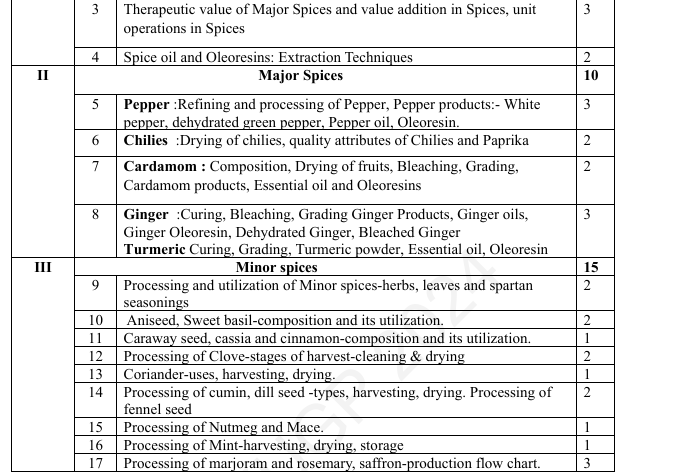 3 Therapeutic value of Major Spices and value addition in Spices, unit 3
operations in Spices
4 Spice oil and Oleoresins: Extraction Techniques 2
II Major Spices 10
5 Pepper :Refining and processing of Pepper, Pepper products:- White 3
pepper, dehydrated green pepper, Pepper oil, Oleoresin.
6 Chilies :Drying of chilies, quality attributes of Chilies and Paprika 2
7 Cardamom : Composition, Drying of fruits, Bleaching, Grading, 2
Cardamom products, Essential oil and Oleoresins
8 Ginger :Curing, Bleaching, Grading Ginger Products, Ginger oils, 3
Ginger Oleoresin, Dehydrated Ginger, Bleached Ginger
Turmeric Curing, Grading, Turmeric powder, Essential oil, Oleoresin
III Minor spices 15
9 Processing and utilization of Minor spices-herbs, leaves and spartan 2
seasonings
10 Aniseed, Sweet basil-composition and its utilization. 2
11 Caraway seed, cassia and cinnamon-composition and its utilization. 1
12 Processing of Clove-stages of harvest-cleaning & drying 2
13 Coriander-uses, harvesting, drying. 1
14 Processing of cumin, dill seed -types, harvesting, drying. Processing of 2
fennel seed
15 Processing of Nutmeg and Mace. 1
16 Processing of Mint-harvesting, drying, storage 1
17 Processing of marjoram and rosemary, saffron-production flow chart. 3